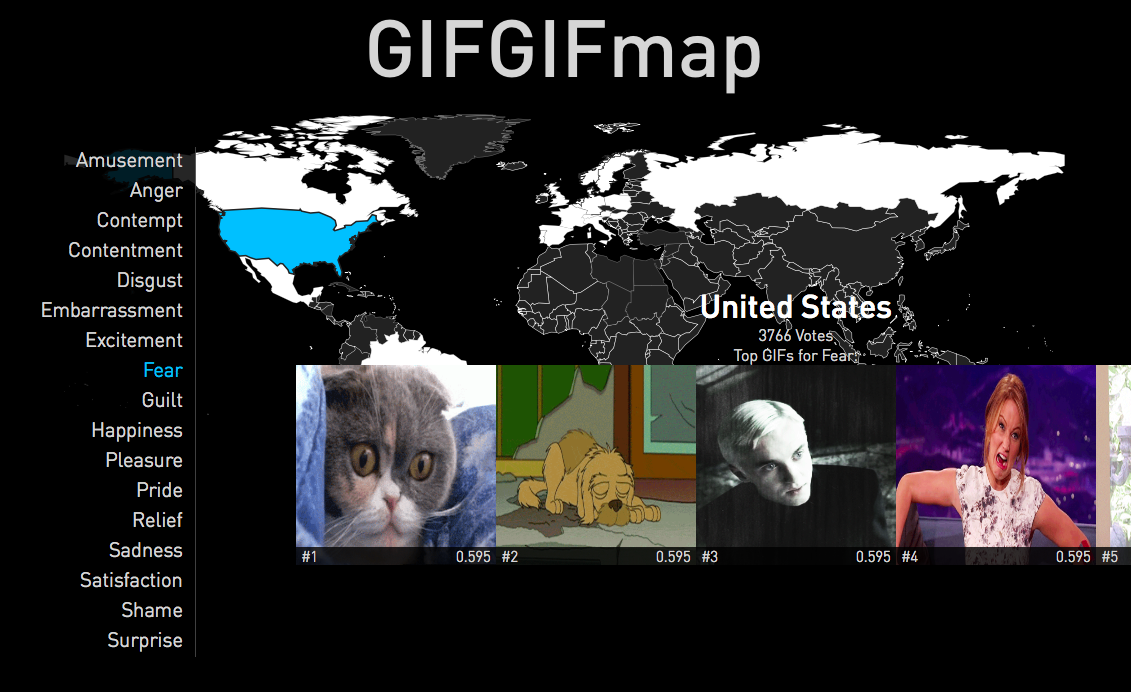 GIFGIFmap
Amusement
Anger
Contempt
Contentment
Disgust
Embarrassment
Excitement
Fear
Guilt
Happiness
Pleasure
Pride
Relief
Sadness
Satisfaction
Shame
Surprise
United States
3766 Votes
Top GIFs for Fear
#1 0.595
#2 0.595
#3 0.595
#4 0.595
#5